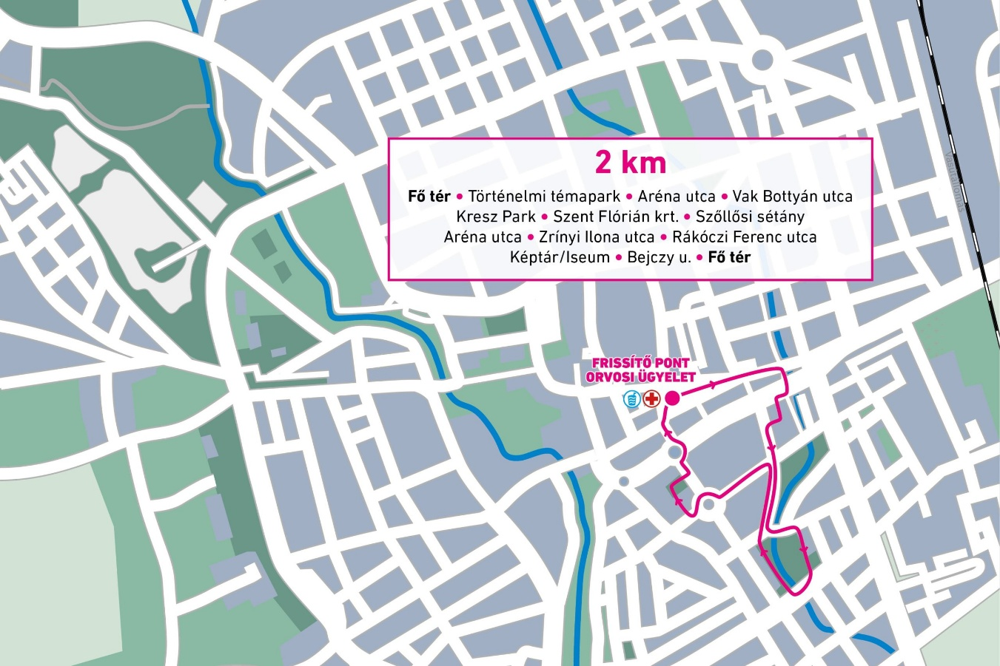 2 km
Fő tér • Történelmi témapark • Aréna utca • Vak Bottyán utca
Kresz Park • Szent Flórián krt. • Szőllősi sétány
Aréna utca • Zrínyi Ilona utca • Rákóczi Ferenc utca
Képtár/Iseum • Bejczy u. • Fő tér
Vasútállomás
FRISSÍTŐ PONT
ORVOSI ÜGYELET